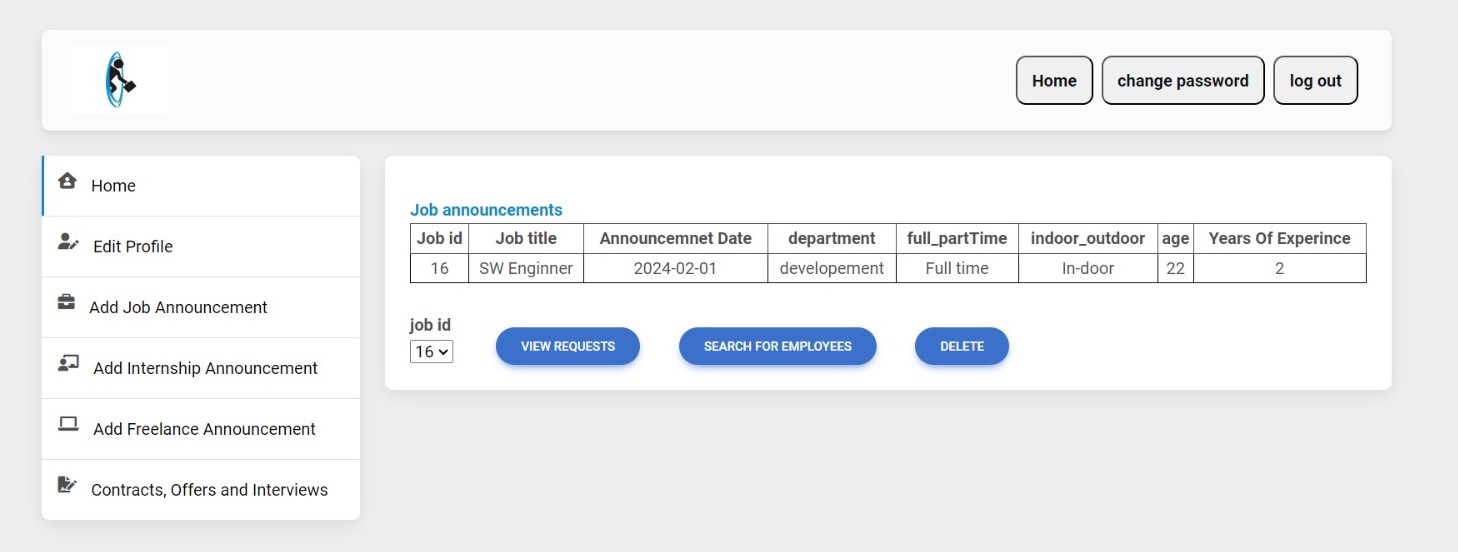 Home change password log out
Home
Edit Profile
Add Job Announcement
Add Internship Announcement
Add Freelance Announcement
Contracts, Offers and Interviews
Job announcements
Job id Job title Announcemnet Date department full_partTime indoor_outdoor age Years Of Experince
16 SW Enginner 2024-02-01 developement Full time In-door 22 2
job id
16 VIEW REQUESTS SEARCH FOR EMPLOYEES DELETE